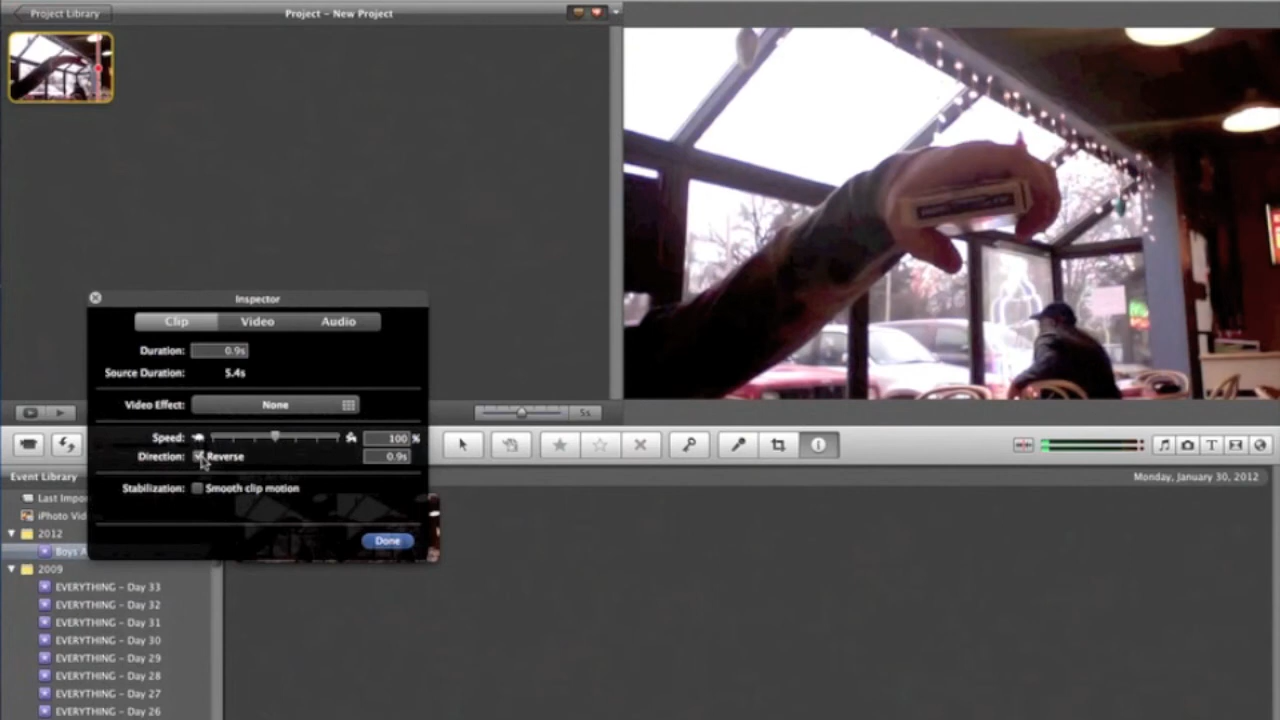 Project Library
Project – New Project
Inspector
Clip Video Audio
Duration: 0.9s
Source Duration: 5.4s
Video Effect: None
5s
Speed: 100 %
Direction: Reverse 0.9s
Stabilization: Smooth clip motion
Done
Event Library
Monday, January 30, 2012
Last Impor
iPhoto Vid
2012
Boys A
2009
EVERYTHING – Day 33
EVERYTHING – Day 32
EVERYTHING – Day 31
EVERYTHING – Day 30
EVERYTHING – Day 29
EVERYTHING – Day 28
EVERYTHING – Day 27
EVERYTHING – Day 26